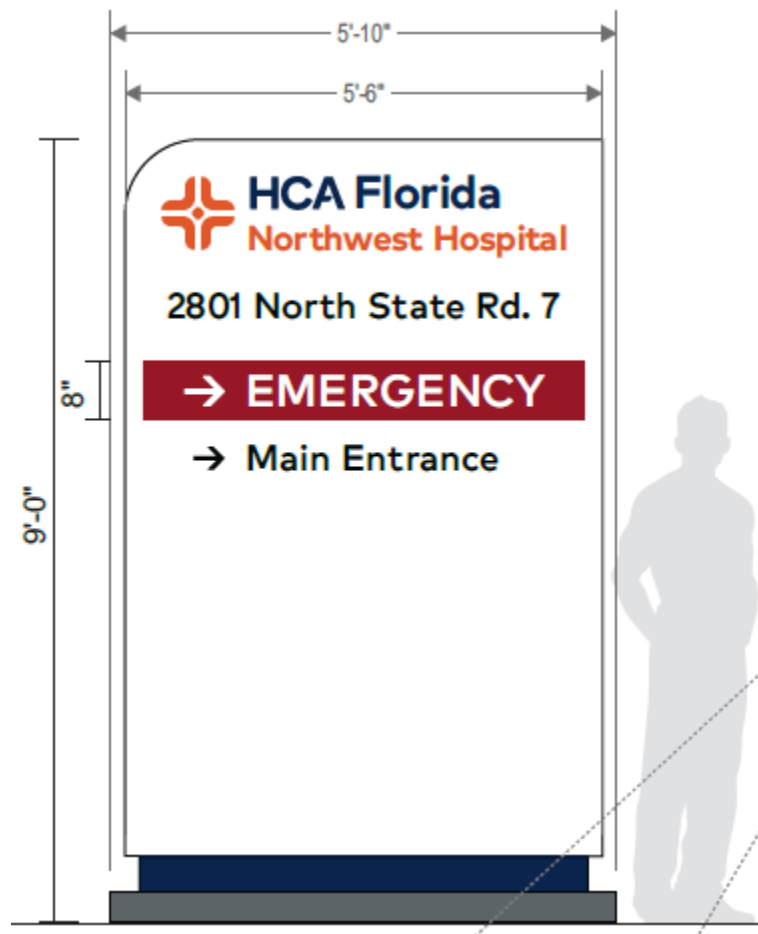 5'-10"
5'-6"
HCA Florida
Northwest Hospital
2801 North State Rd. 7
8"
→ EMERGENCY
→ Main Entrance
9'-0"